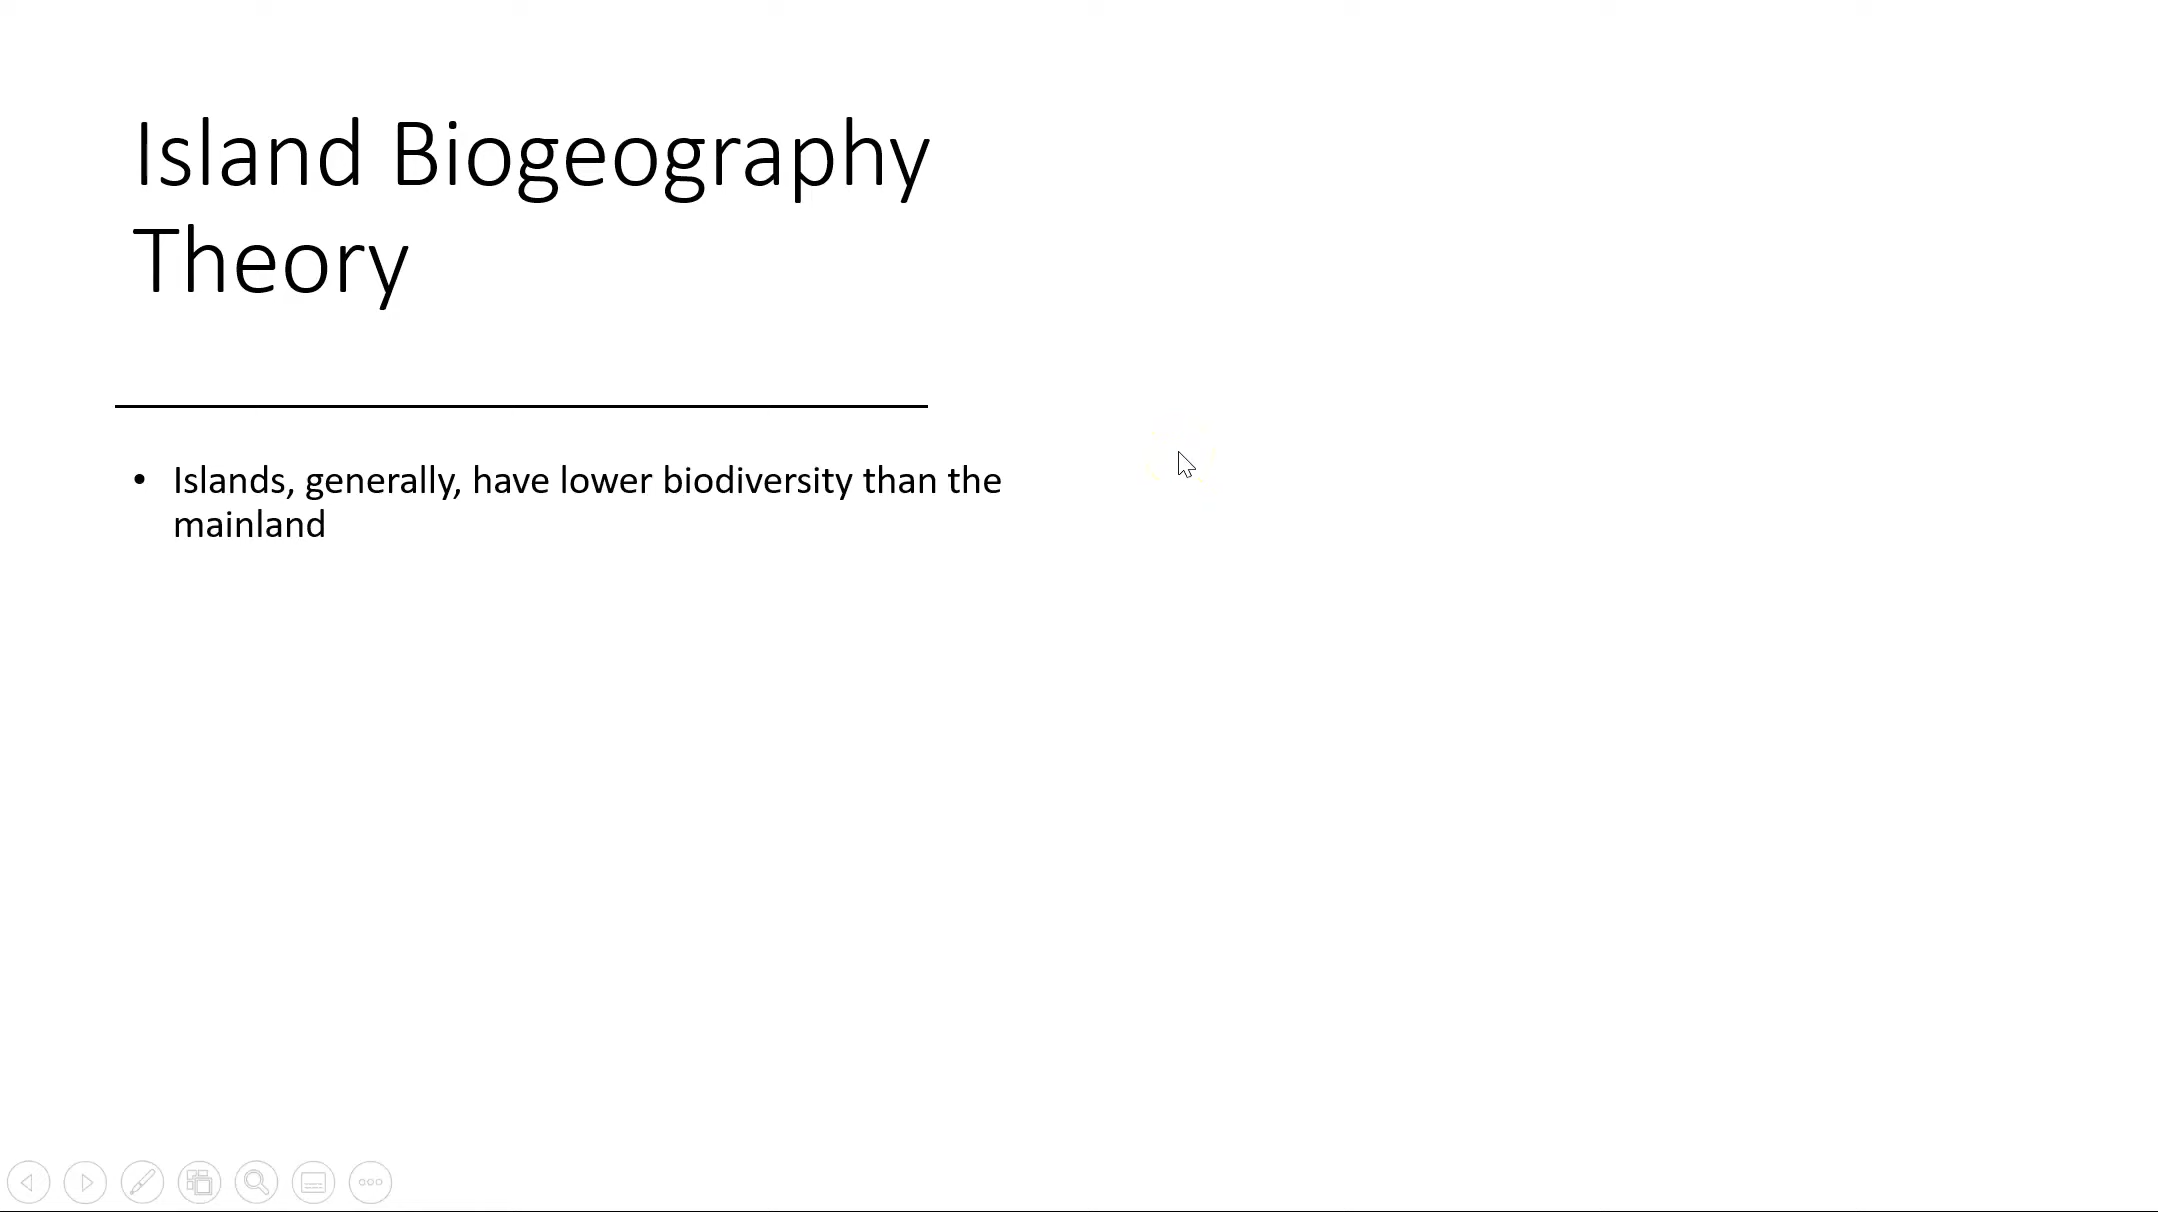 Island Biogeography
Theory
• Islands, generally, have lower biodiversity than the
mainland